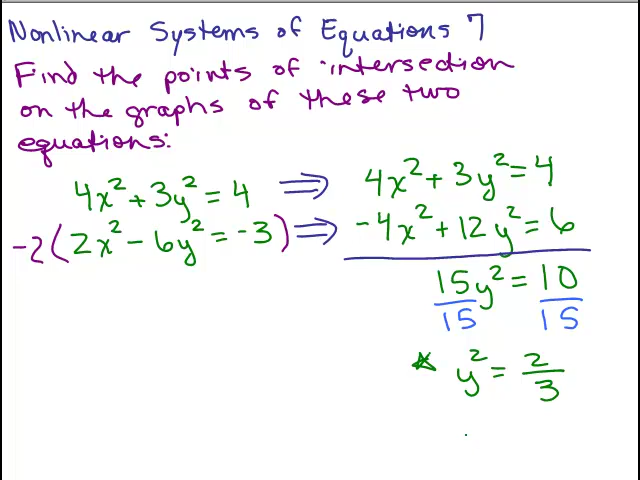 Nonlinear Systems of Equations 7
Find the points of intersection
on the graphs of these two
equations:
4x² + 3y² = 4 ⇒ 4x² + 3y² = 4
-2(2x² - 6y² = -3) ⇒ -4x² + 12y² = 6
15y² = 10
15 15
* y² = 2/3